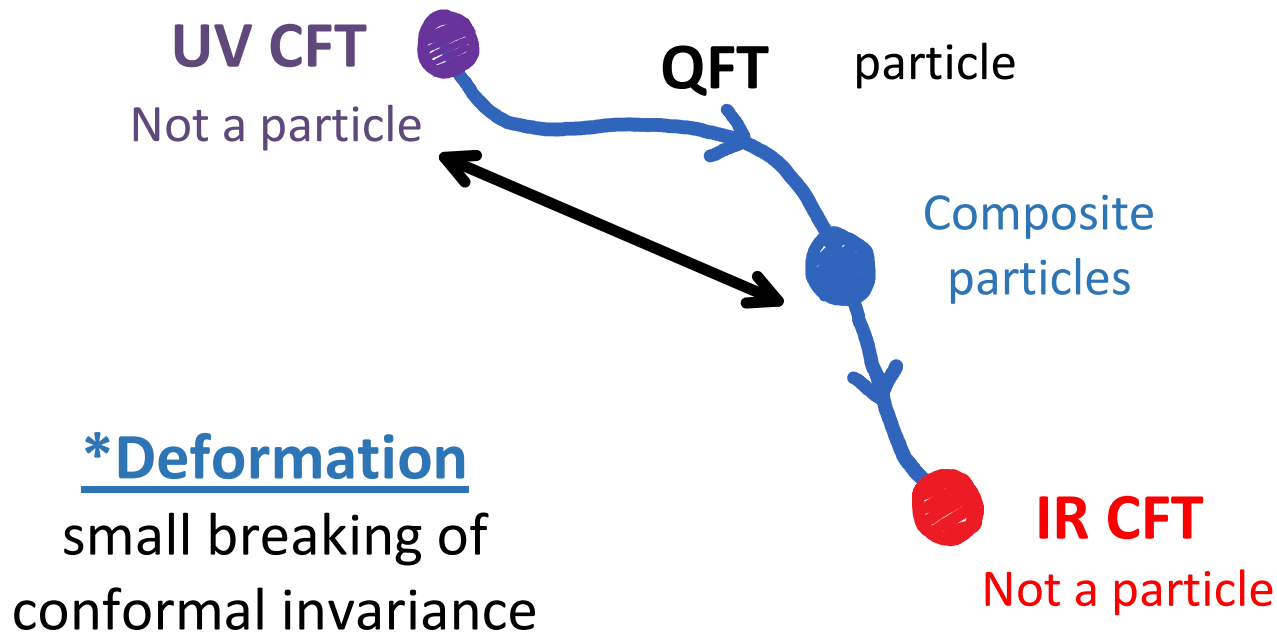 UV CFT
Not a particle
QFT
particle
Composite
particles
*Deformation
small breaking of
conformal invariance
IR CFT
Not a particle